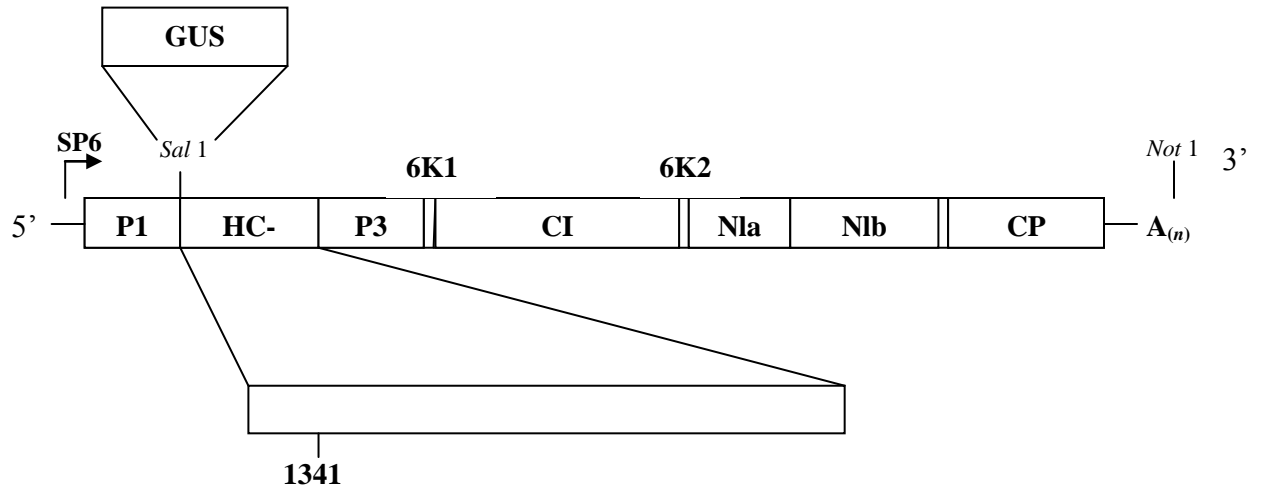 GUS
SP6
Sal 1
6K1
6K2
Not 1
3’
5’
P1
HC-
P3
CI
Nla
Nlb
CP
A(n)
1341